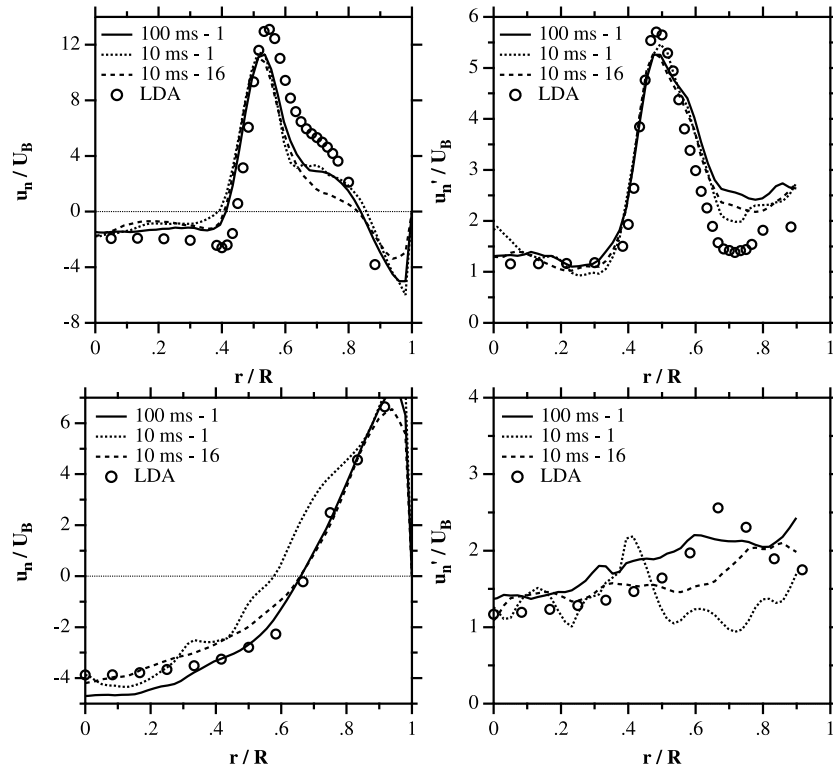 100 ms - 1
10 ms - 1
10 ms - 16
LDA
12
8
4
0
-4
-8
u_n / U_B
0 .2 .4 .6 .8 1
r / R
100 ms - 1
10 ms - 1
10 ms - 16
LDA
6
5
4
3
2
1
0
u_n' / U_B
0 .2 .4 .6 .8 1
r / R
100 ms - 1
10 ms - 1
10 ms - 16
LDA
6
4
2
0
-2
-4
u_n / U_B
0 .2 .4 .6 .8 1
r / R
100 ms - 1
10 ms - 1
10 ms - 16
LDA
4
3
2
1
0
u_n' / U_B
0 .2 .4 .6 .8 1
r / R